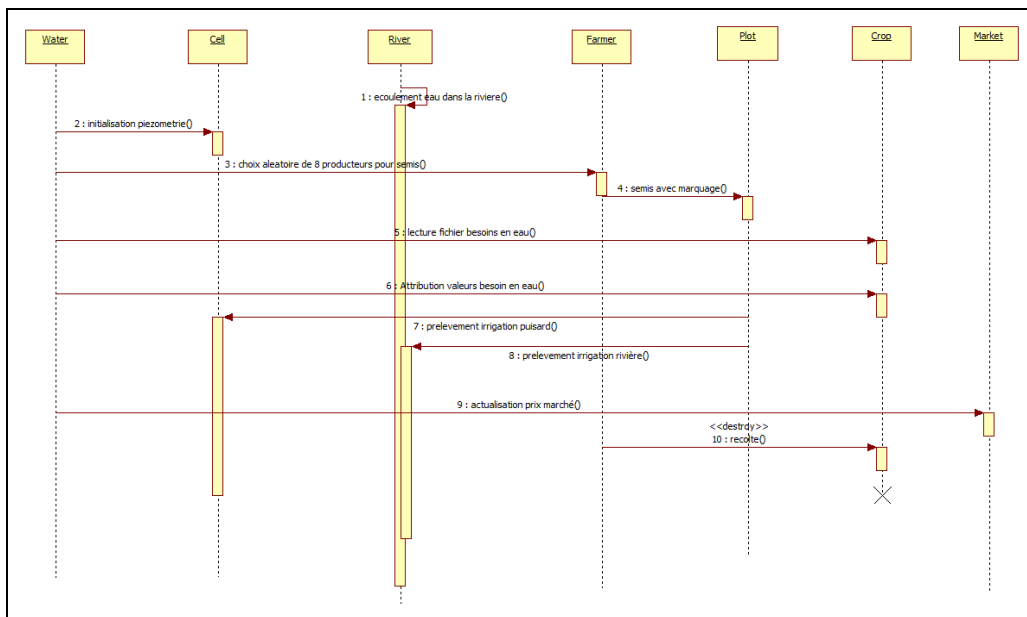 Water
Cell
River
Farmer
Plot
Crop
Market
1 : ecoulement eau dans la riviere()
2 : initialisation piezometrie()
3 : choix aleatoire de 8 producteurs pour semis()
4 : semis avec marquage()
5 : lecture fichier besoins en eau()
6 : Attribution valeurs besoin en eau()
7 : prelevement irrigation puisard()
8 : prelevement irrigation rivière()
9 : actualisation prix marché()
<<destroy>>
10 : recolte()